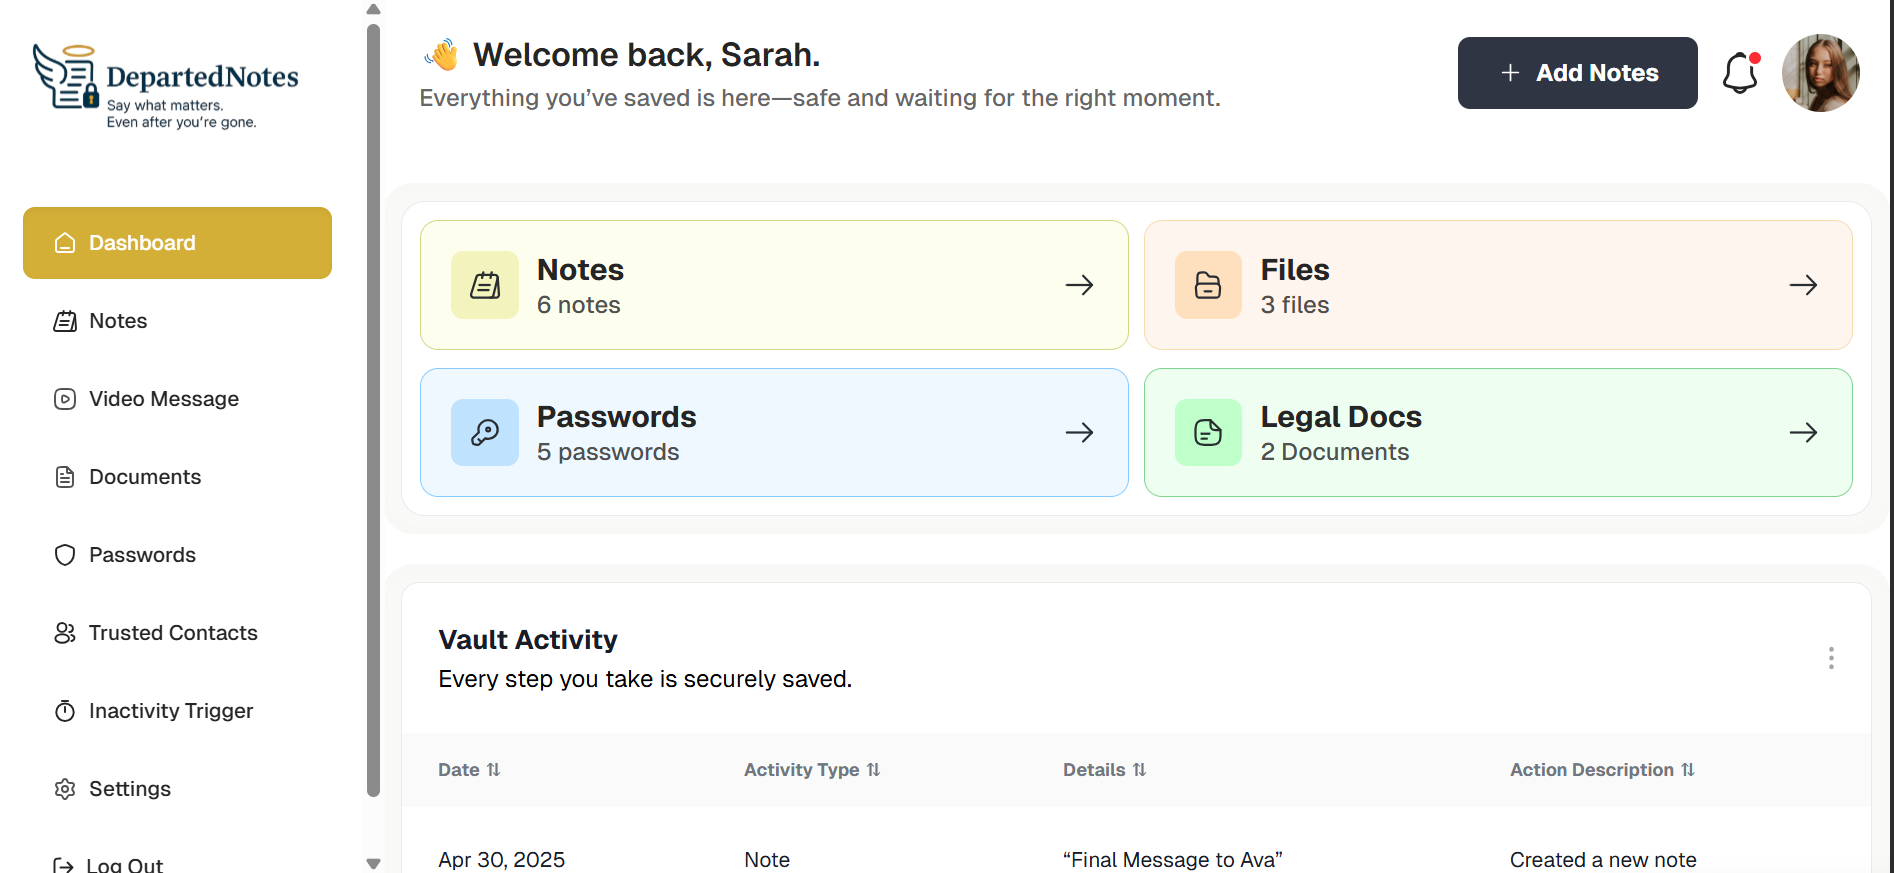 DepartedNotes
Say what matters.
Even after you're gone.
Dashboard
Notes
Video Message
Documents
Passwords
Trusted Contacts
Inactivity Trigger
Settings
Log Out
Welcome back, Sarah.
Everything you’ve saved is here—safe and waiting for the right moment.
+ Add Notes
Notes
6 notes
Files
3 files
Passwords
5 passwords
Legal Docs
2 Documents
Vault Activity
Every step you take is securely saved.
Date Activity Type Details Action Description
Apr 30, 2025 Note “Final Message to Ava” Created a new note